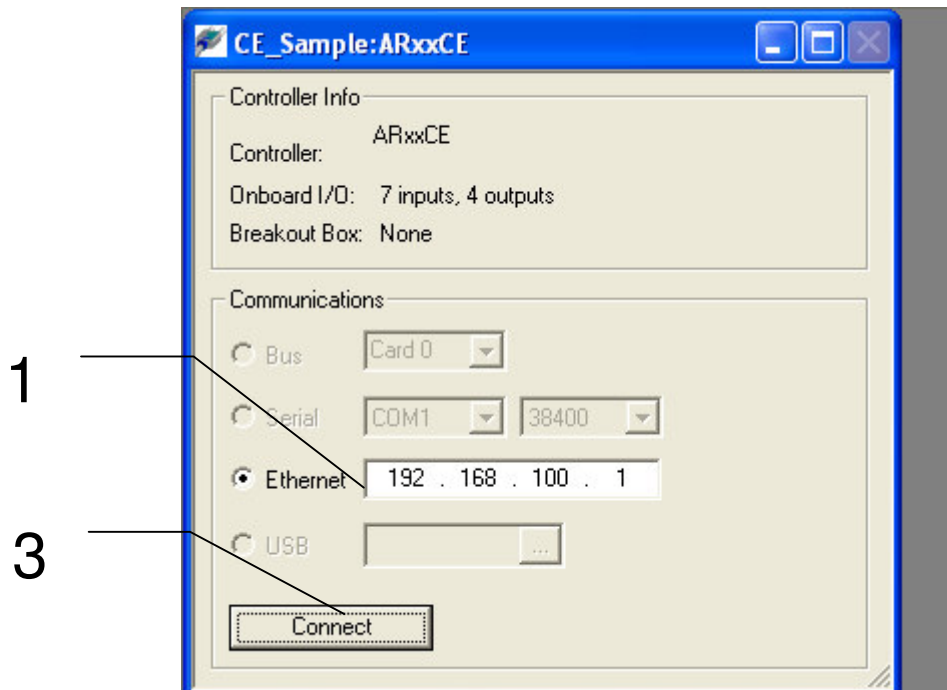 CE_Sample:ARxxCE
Controller Info
Controller: ARxxCE
Onboard I/O: 7 inputs, 4 outputs
Breakout Box: None
Communications
Bus Card 0
1
Serial COM1 38400
Ethernet 192 . 168 . 100 . 1
3
USB ...
Connect